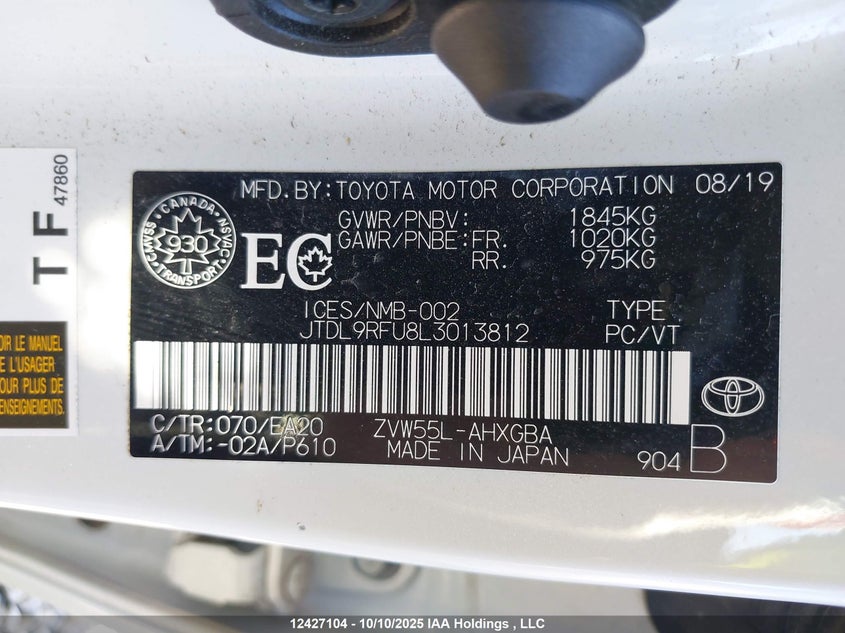 47860
T F
OIR LE MANUEL
E L'USAGER
OUR PLUS DE
ENSEIGNEMENTS.
MFD.BY:TOYOTA MOTOR CORPORATION 08/19
GVWR/PNBV: 1845KG
GAWR/PNBE:FR. 1020KG
RR. 975KG
CANADA
CMVSS NSVAC
930
TRANSPORT
EC
ICES/NMB-002 TYPE
JTDL9RFU8L3013812 PC/VT
C/TR:070/EA20 ZVW55L-AHXGBA
A/TM:-02A/P610 MADE IN JAPAN 904 B
12427104 - 10/10/2025 IAA Holdings , LLC